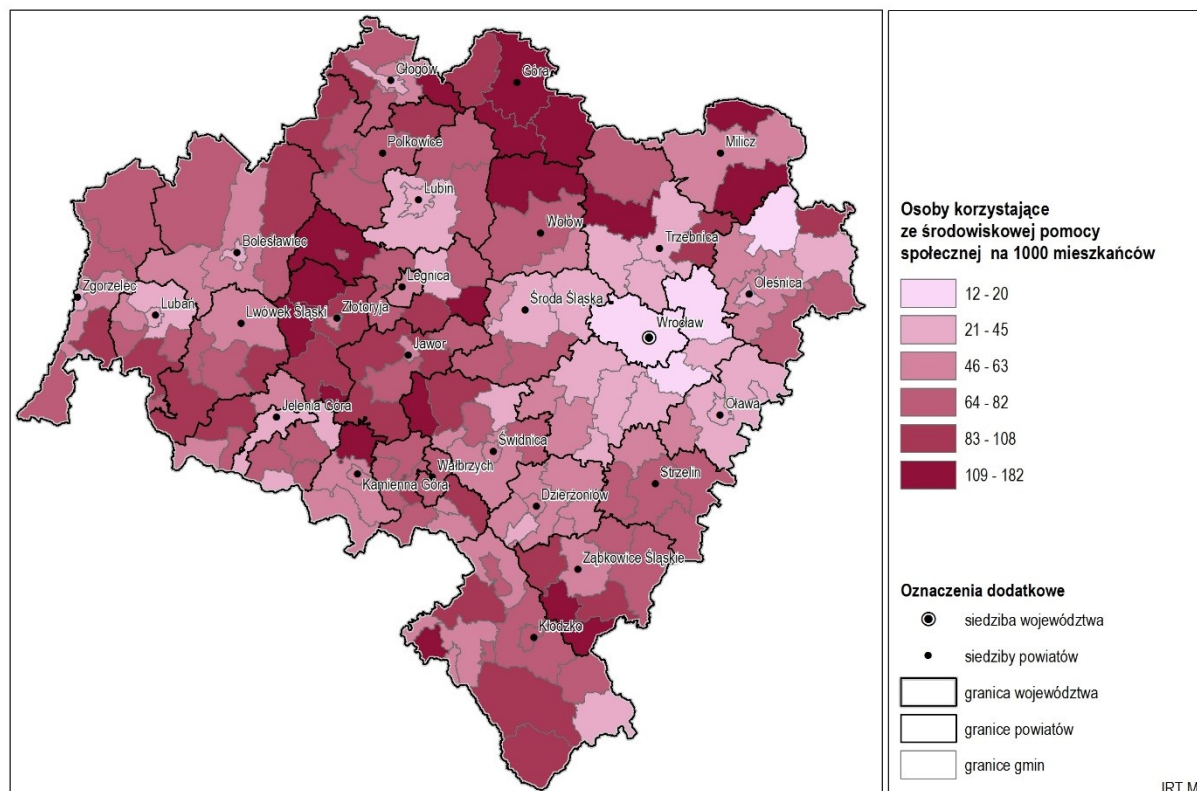 Głogów
Góra
Polkowice
Milicz
Lubin
Wołów
Trzebnica
Bolesławiec
Legnica
Oleśnica
Zgorzelec
Lubań
Lwówek Śląski
Złotoryja
Środa Śląska
Wrocław
Jawor
Jelenia Góra
Oława
Świdnica
Wałbrzych
Kamienna Góra
Strzelin
Dzierżoniów
Ząbkowice Śląskie
Kłodzko
Osoby korzystające
ze środowiskowej pomocy
społecznej na 1000 mieszkańców
12 - 20
21 - 45
46 - 63
64 - 82
83 - 108
109 - 182
Oznaczenia dodatkowe
siedziba województwa
siedziby powiatów
granica województwa
granice powiatów
granice gmin
IRT M